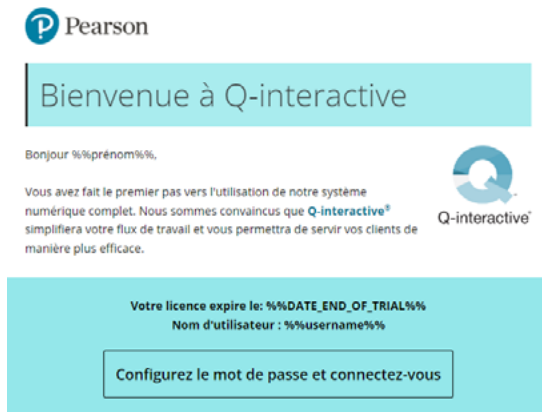 Pearson
Bienvenue à Q-interactive
Bonjour %%prénom%%,
Vous avez fait le premier pas vers l'utilisation de notre système
numérique complet. Nous sommes convaincus que Q-interactive®
simplifiera votre flux de travail et vous permettra de servir vos clients de
manière plus efficace.
Q-interactive™
Votre licence expire le: %%DATE_END_OF_TRIAL%%
Nom d'utilisateur : %%username%%
Configurez le mot de passe et connectez-vous